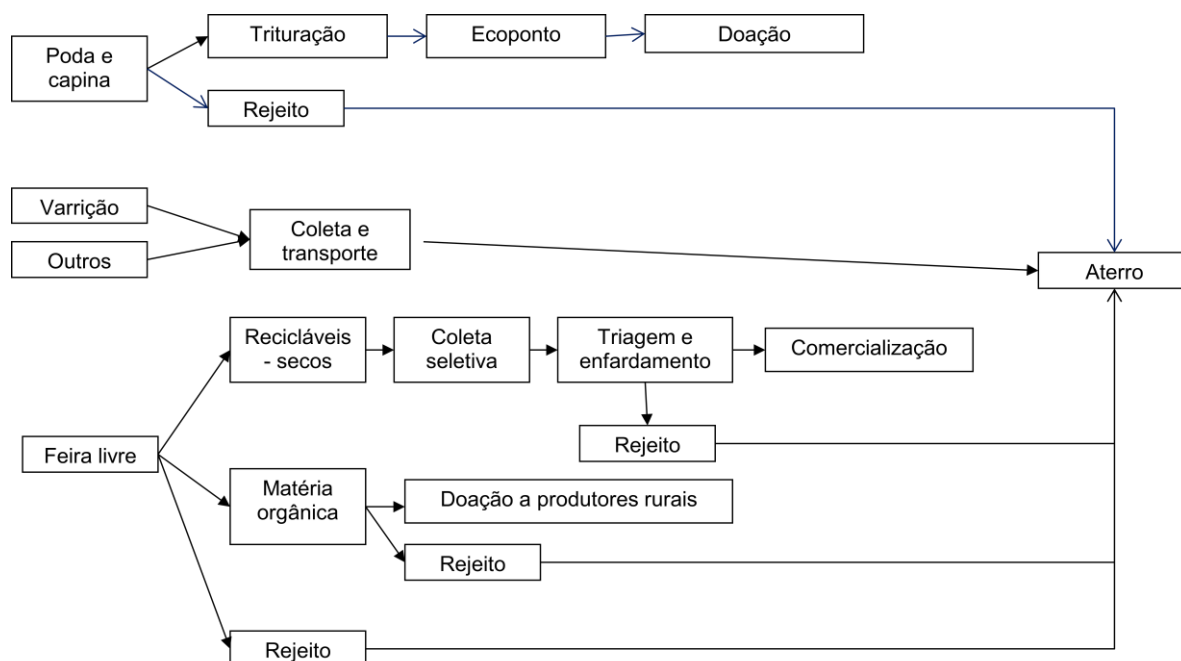 Trituração
Ecoponto
Doação
Poda e
capina
Rejeito
Varrição
Outros
Coleta e
transporte
Aterro
Recicláveis
- secos
Coleta
seletiva
Triagem e
enfardamento
Comercialização
Rejeito
Feira livre
Matéria
orgânica
Doação a produtores rurais
Rejeito
Rejeito